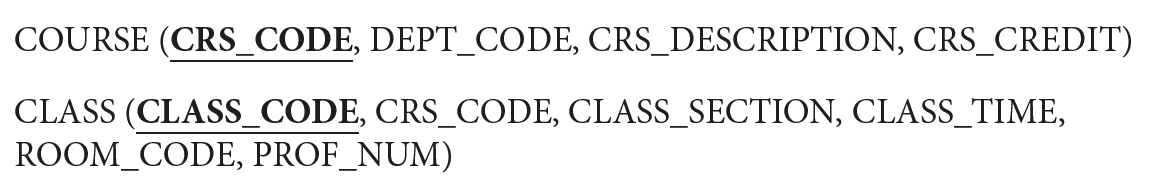 COURSE (CRS_CODE, DEPT_CODE, CRS_DESCRIPTION, CRS_CREDIT)
CLASS (CLASS_CODE, CRS_CODE, CLASS_SECTION, CLASS_TIME,
ROOM_CODE, PROF_NUM)